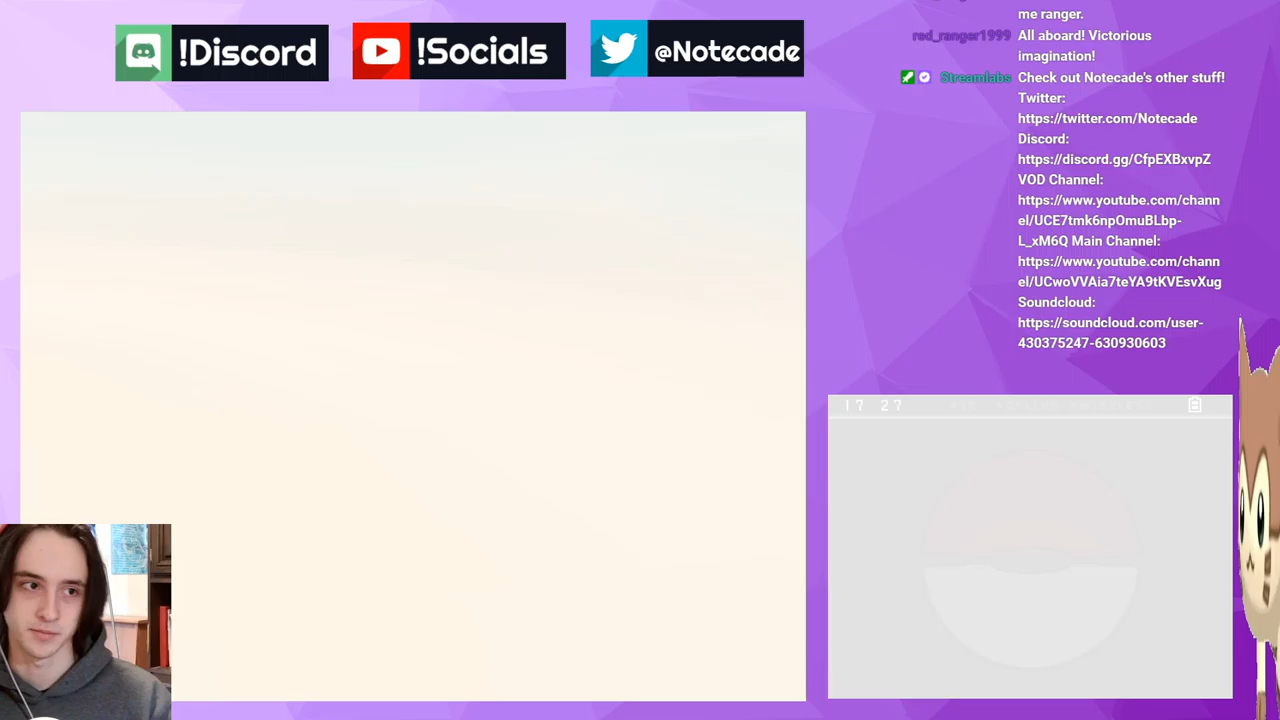 !Discord
!Socials
@Notecade
me ranger.
red_ranger1999
All aboard! Victorious
imagination!
Streamlabs
Check out Notecade's other stuff!
Twitter:
https://twitter.com/Notecade
Discord:
https://discord.gg/CfpEXBxvpZ
VOD Channel:
https://www.youtube.com/chann
el/UCE7tmk6npOmuBLbp-
L_xM6Q Main Channel:
https://www.youtube.com/chann
el/UCwoVVAia7teYA9tKVEsvXug
Soundcloud:
https://soundcloud.com/user-
430375247-630930603
17 27